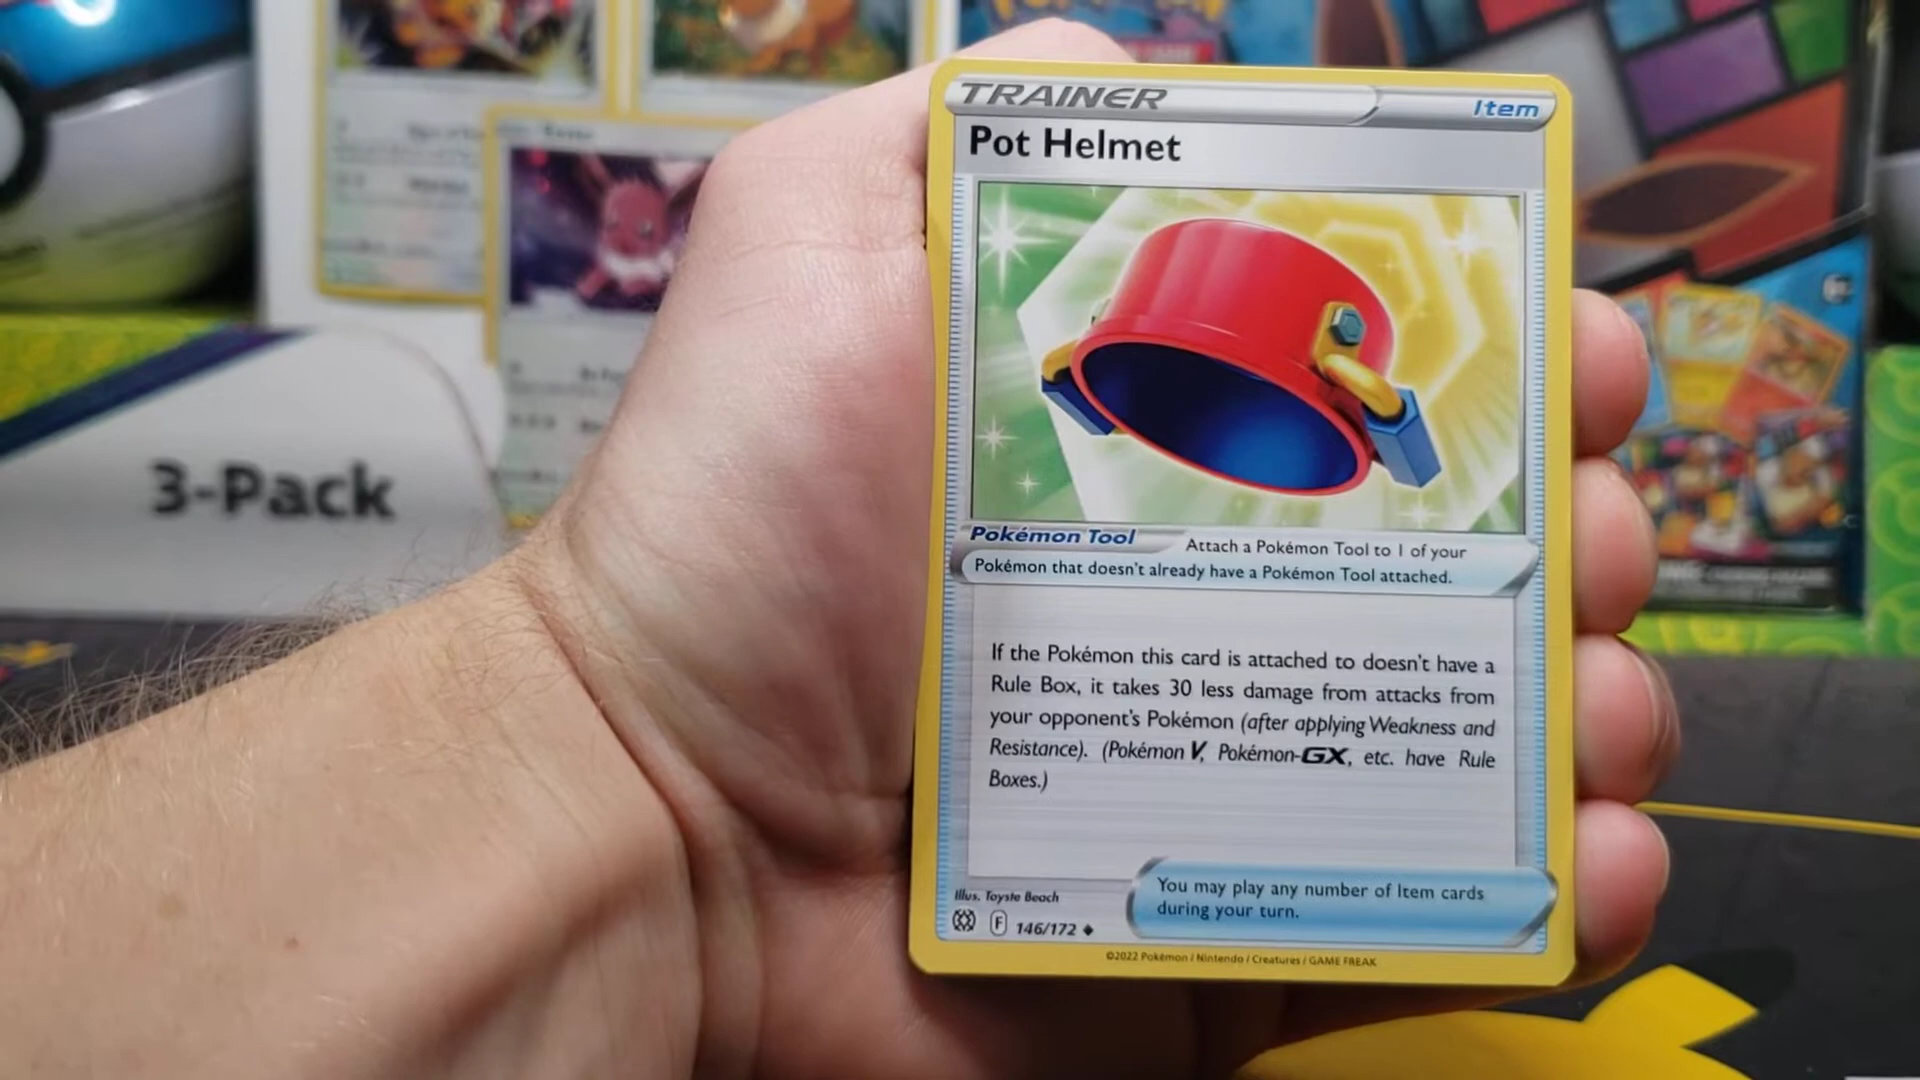 TRAINER
Item
Pot Helmet
Pokémon Tool
Attach a Pokémon Tool to 1 of your
Pokémon that doesn't already have a Pokémon Tool attached.
If the Pokémon this card is attached to doesn't have a
Rule Box, it takes 30 less damage from attacks from
your opponent's Pokémon (after applying Weakness and
Resistance). (Pokémon V, Pokémon-GX, etc. have Rule
Boxes.)
Illus. Toyste Beach
F 146/172
You may play any number of Item cards
during your turn.
©2022 Pokémon / Nintendo / Creatures / GAME FREAK
3-Pack